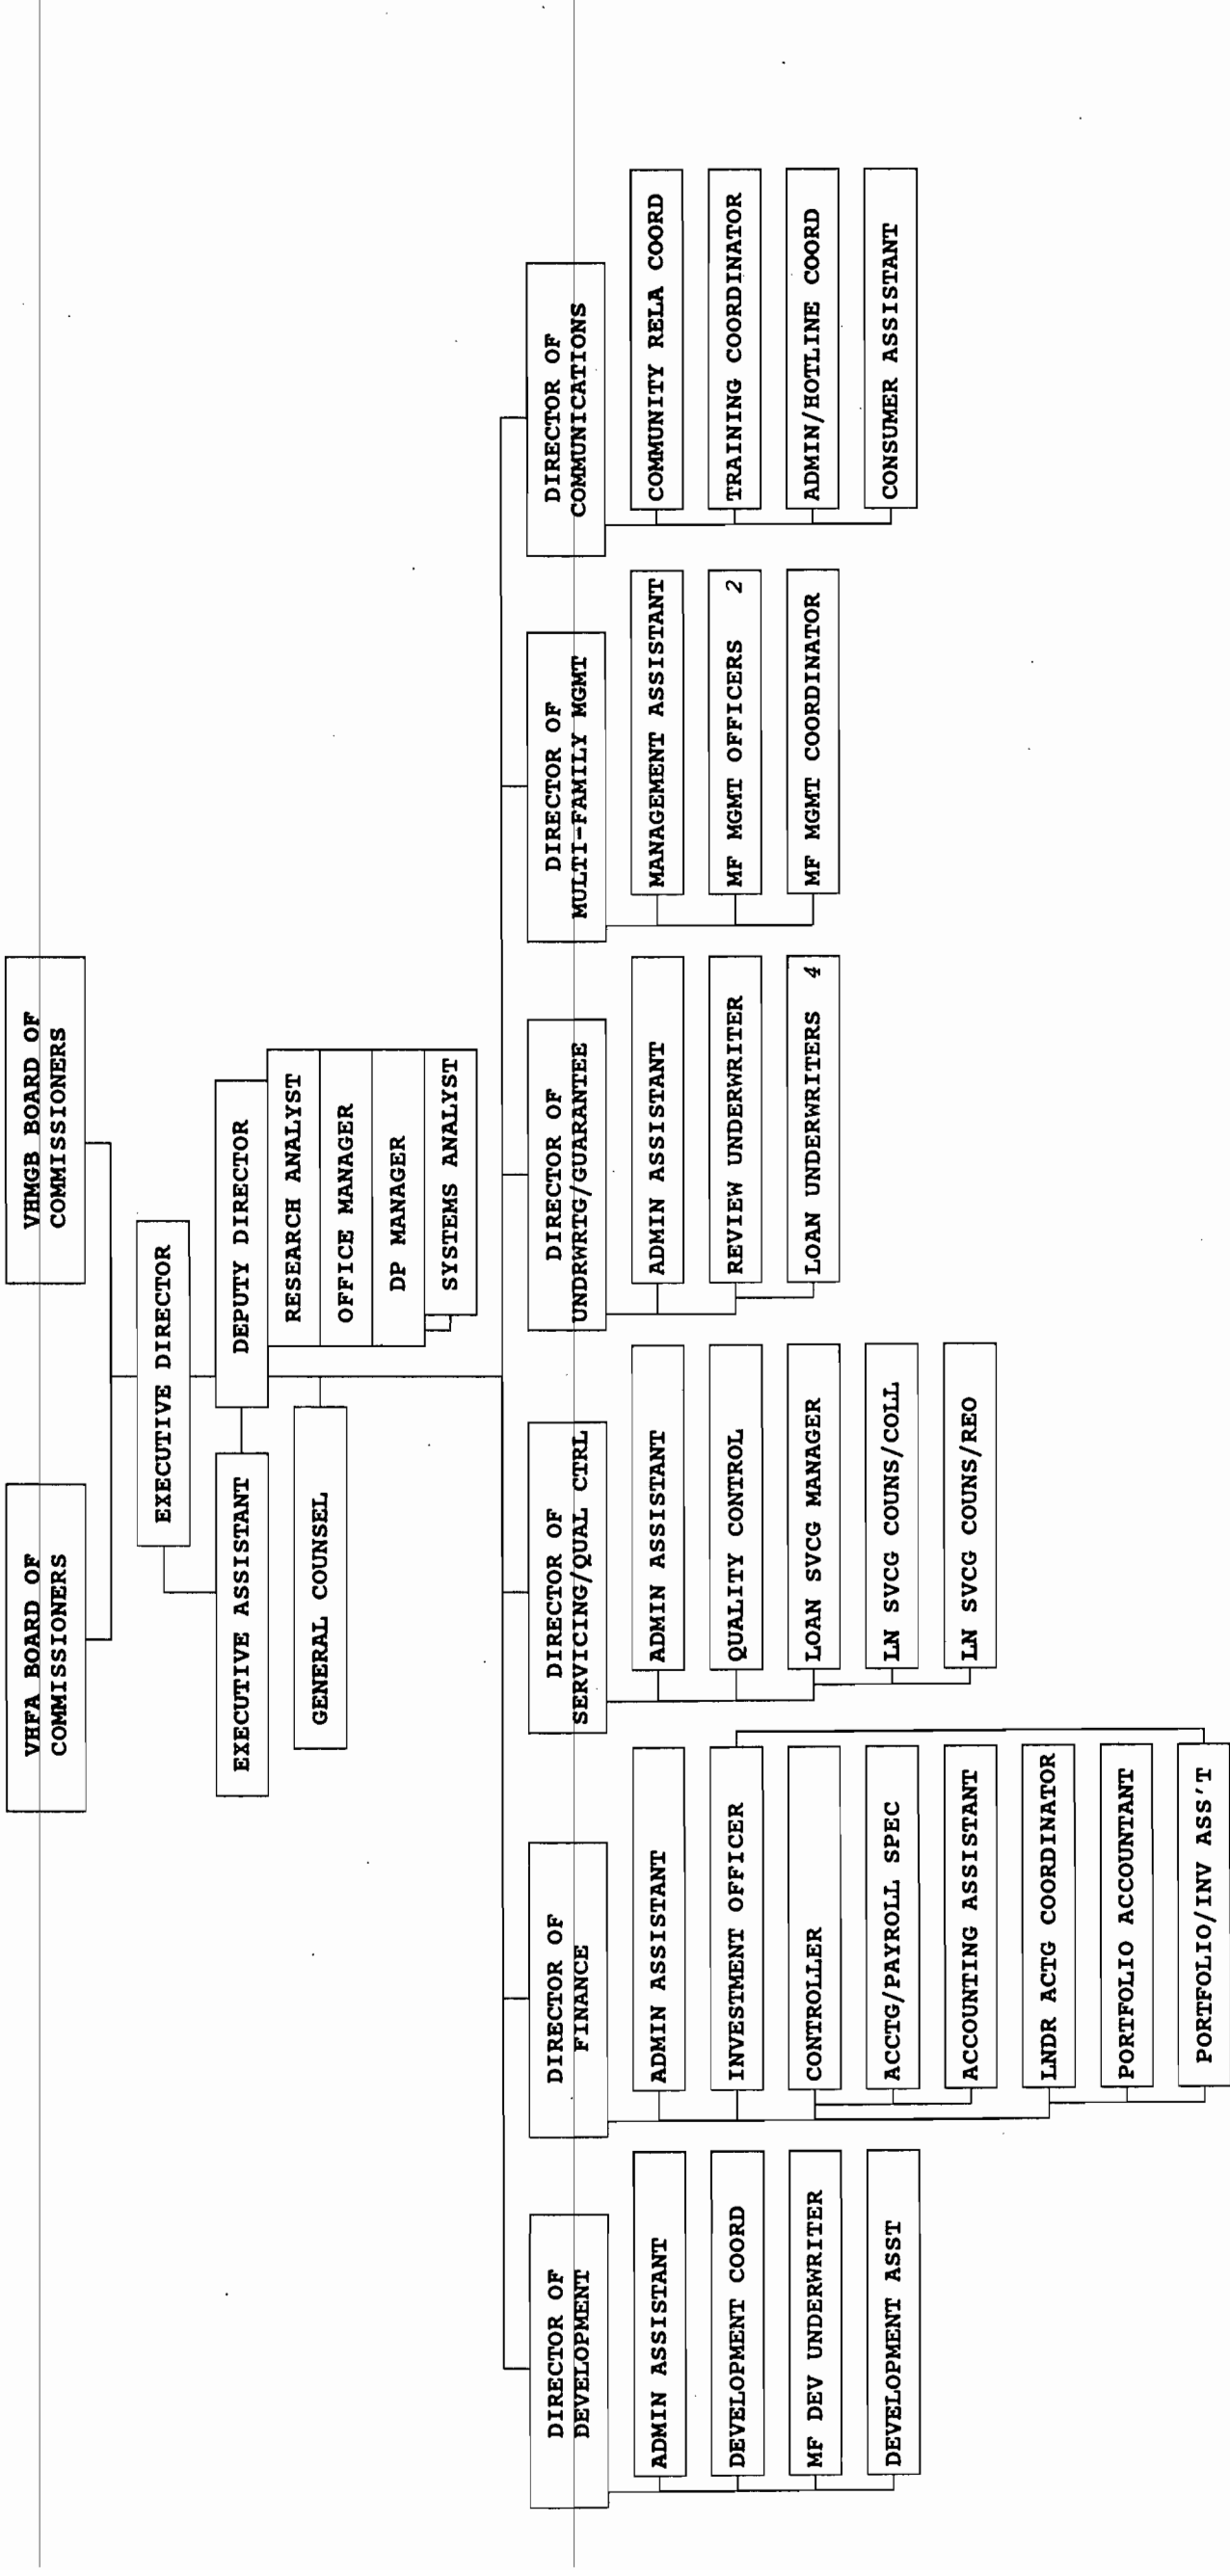 VHFA BOARD OF
COMMISSIONERS
VHMGB BOARD OF
COMMISSIONERS
EXECUTIVE DIRECTOR
EXECUTIVE ASSISTANT
DEPUTY DIRECTOR
RESEARCH ANALYST
GENERAL COUNSEL
OFFICE MANAGER
DP MANAGER
SYSTEMS ANALYST
DIRECTOR OF
DEVELOPMENT
ADMIN ASSISTANT
DEVELOPMENT COORD
MF DEV UNDERWRITER
DEVELOPMENT ASST
DIRECTOR OF
FINANCE
ADMIN ASSISTANT
INVESTMENT OFFICER
CONTROLLER
ACCTG/PAYROLL SPEC
ACCOUNTING ASSISTANT
LNDR ACTG COORDINATOR
PORTFOLIO ACCOUNTANT
PORTFOLIO/INV ASS'T
DIRECTOR OF
SERVICING/QUAL CTRL
ADMIN ASSISTANT
QUALITY CONTROL
LOAN SVCG MANAGER
LN SVCG COUNS/COLL
LN SVCG COUNS/REO
DIRECTOR OF
UNDRWRTG/GUARANTEE
ADMIN ASSISTANT
REVIEW UNDERWRITER
LOAN UNDERWRITERS 4
DIRECTOR OF
MULTI-FAMILY MGMT
MANAGEMENT ASSISTANT
MF MGMT OFFICERS 2
MF MGMT COORDINATOR
DIRECTOR OF
COMMUNICATIONS
COMMUNITY RELA COORD
TRAINING COORDINATOR
ADMIN/HOTLINE COORD
CONSUMER ASSISTANT